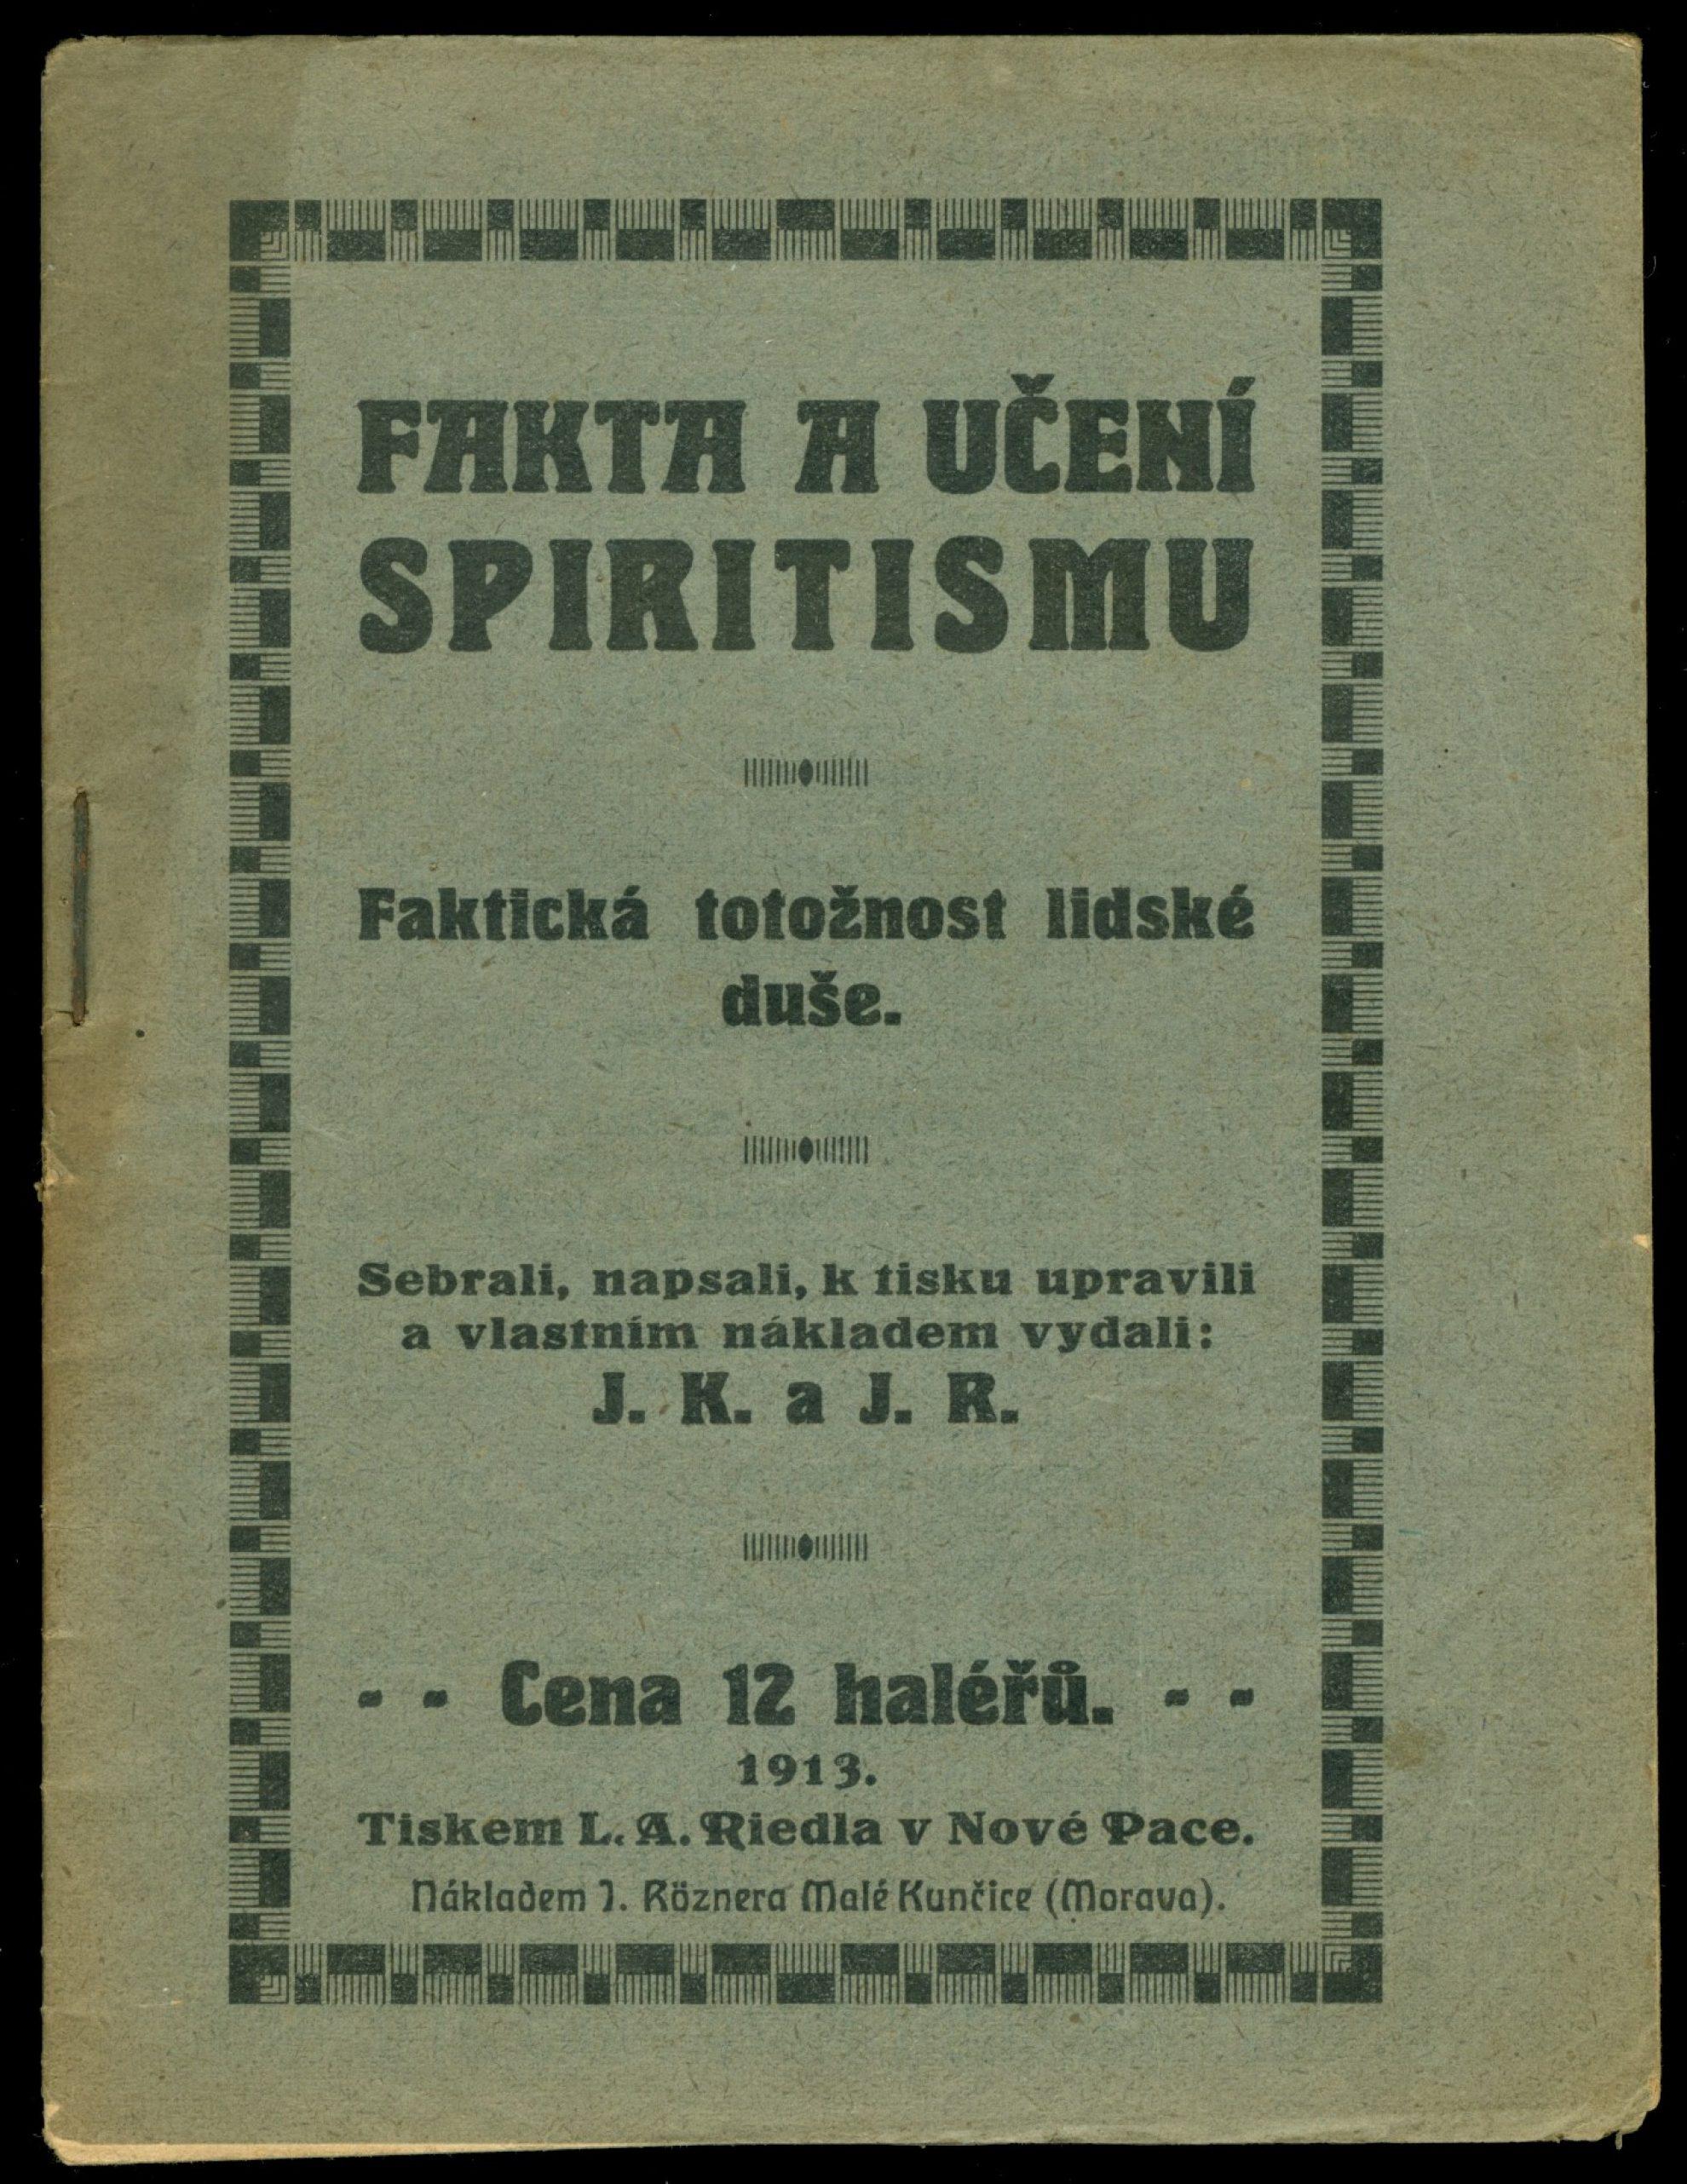 FAKTA A UČENÍ
SPIRITISMU
Faktická totožnost lidské
duše.
Sebrali, napsali, k tisku upravili
a vlastním nákladem vydali:
J. K. a J. R.
- - Cena 12 haléřů. - -
1913.
Tiskem L. A. Riedla v Nové Pace.
Nákladem J. Röznera Malé Kunčice (Morava).